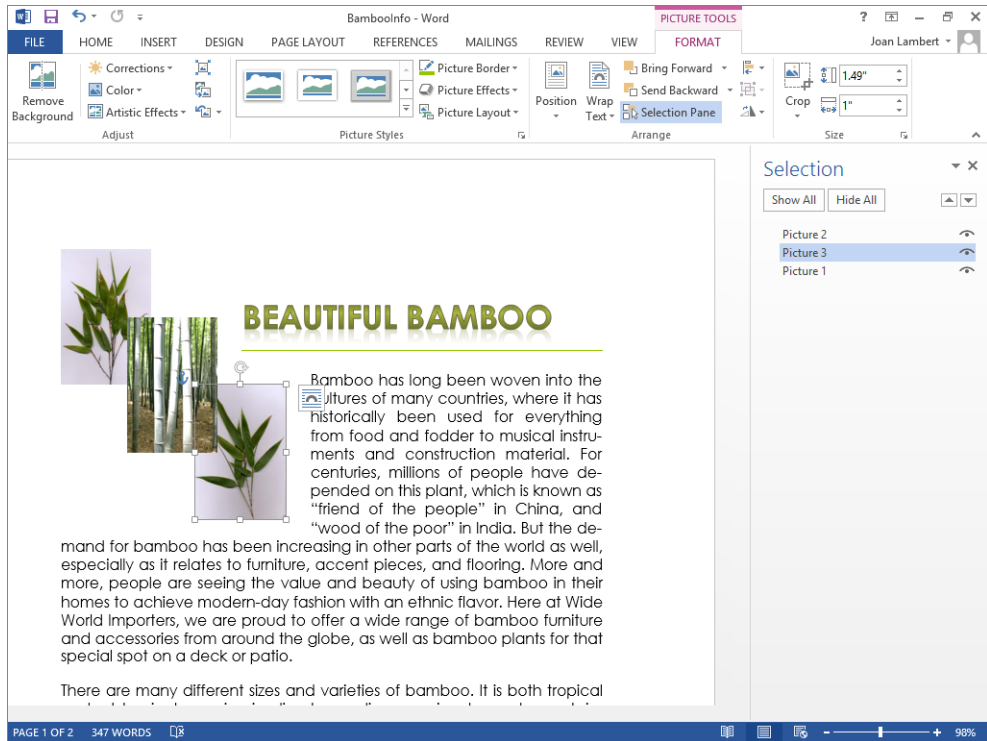 BambooInfo - Word
PICTURE TOOLS
?
FILE HOME INSERT DESIGN PAGE LAYOUT REFERENCES MAILINGS REVIEW VIEW FORMAT
Joan Lambert
Remove
Background
Corrections
Color
Artistic Effects
Adjust
Picture Border
Picture Effects
Picture Layout
Picture Styles
Position
Wrap
Text
Bring Forward
Send Backward
Selection Pane
Arrange
Crop
1.49"
1"
Size
BEAUTIFUL BAMBOO
Bamboo has long been woven into the
ultures of many countries, where it has
historically been used for everything
from food and fodder to musical instru-
ments and construction material. For
centuries, millions of people have de-
pended on this plant, which is known as
“friend of the people” in China, and
“wood of the poor” in India. But the de-
mand for bamboo has been increasing in other parts of the world as well,
especially as it relates to furniture, accent pieces, and flooring. More and
more, people are seeing the value and beauty of using bamboo in their
homes to achieve modern-day fashion with an ethnic flavor. Here at Wide
World Importers, we are proud to offer a wide range of bamboo furniture
and accessories from around the globe, as well as bamboo plants for that
special spot on a deck or patio.
There are many different sizes and varieties of bamboo. It is both tropical
Selection
Show All Hide All
Picture 2
Picture 3
Picture 1
PAGE 1 OF 2 347 WORDS
98%